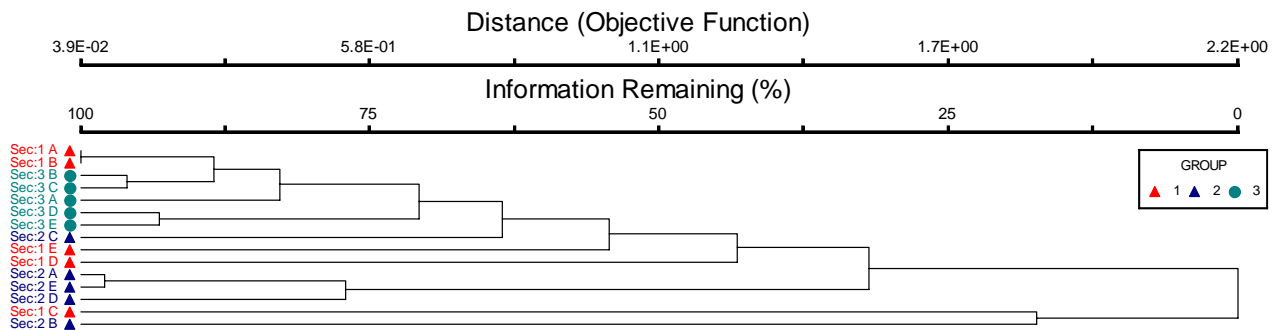 Distance (Objective Function)
3.9E-02 5.8E-01 1.1E+00 1.7E+00 2.2E+00
Information Remaining (%)
100 75 50 25 0
Sec:1 A
Sec:1 B
Sec:3 B
Sec:3 C
Sec:3 A
Sec:3 D
Sec:3 E
Sec:2 C
Sec:1 E
Sec:1 D
Sec:2 A
Sec:2 E
Sec:2 D
Sec:1 C
Sec:2 B
GROUP
1 2 3